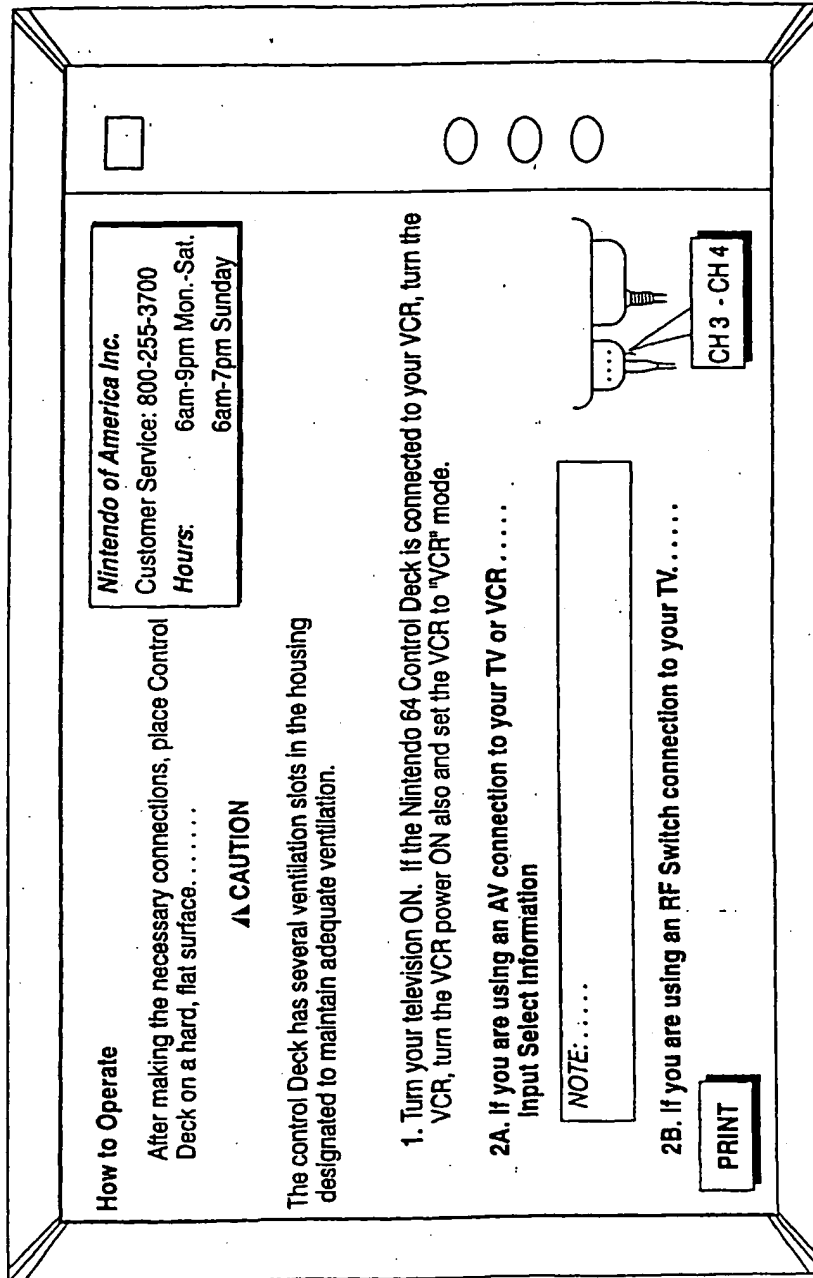 How to Operate
After making the necessary connections, place Control
Deck on a hard, flat surface.......
Nintendo of America Inc.
Customer Service: 800-255-3700
Hours: 6am-9pm Mon.-Sat.
6am-7pm Sunday
CAUTION
The control Deck has several ventilation slots in the housing
designated to maintain adequate ventilation.
1. Turn your television ON. If the Nintendo 64 Control Deck is connected to your VCR, turn the
VCR, turn the VCR power ON also and set the VCR to "VCR" mode.
2A. If you are using an AV connection to your TV or VCR.....
Input Select Information
NOTE:......
2B. If you are using an RF Switch connection to your TV......
CH 3 - CH 4
PRINT